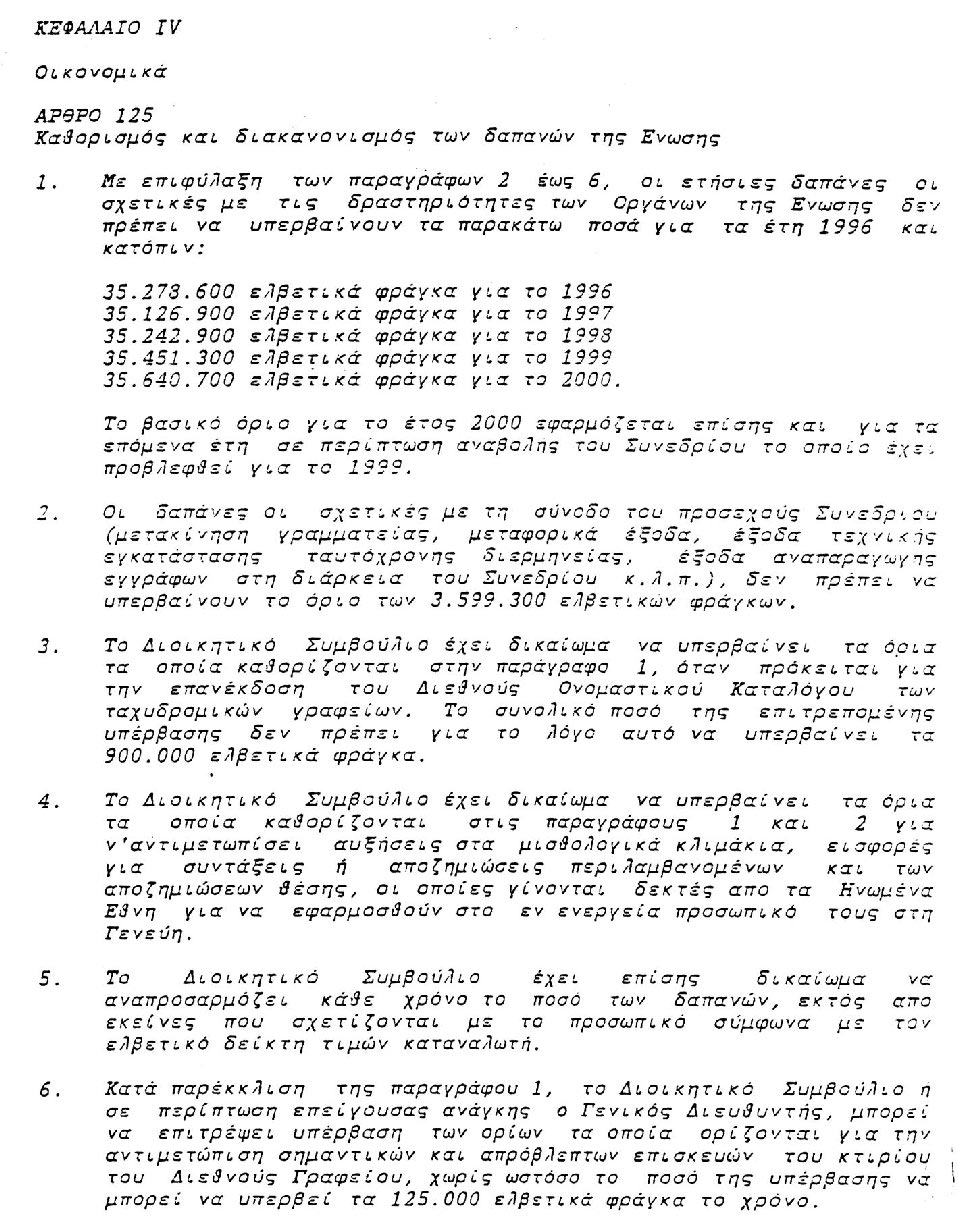 ΚΕΦΑΛΑΙΟ IV
Οικονομικά
ΑΡΘΡΟ 125
Καθορισμός και διακανονισμός των δαπανών της Ενωσης
1. Με επιφύλαξη των παραγράφων 2 έως 6, οι ετήσιες δαπάνες οι
σχετικές με τις δραστηριότητες των Οργάνων της Ενωσης δεν
πρέπει να υπερβαίνουν τα παρακάτω ποσά για τα έτη 1996 και
κατόπιν:
35.278.600 ελβετικά φράγκα για το 1996
35.126.900 ελβετικά φράγκα για το 1997
35.242.900 ελβετικά φράγκα για το 1998
35.451.300 ελβετικά φράγκα για το 1999
35.640.700 ελβετικά φράγκα για το 2000.
Το βασικό όριο για το έτος 2000 εφαρμόζεται επίσης και για τα
επόμενα έτη σε περίπτωση αναβολής του Συνεδρίου το οποίο έχει
προβλεφθεί για το 1999.
2. Οι δαπάνες οι σχετικές με τη σύνοδο του προσεχούς Συνεδρίου
(μετακίνηση γραμματείας, μεταφορικά έξοδα, έξοδα τεχνικής
εγκατάστασης ταυτόχρονης διερμηνείας, έξοδα αναπαραγωγής
εγγράφων στη διάρκεια του Συνεδρίου κ.λ.π.), δεν πρέπει να
υπερβαίνουν το όριο των 3.599.300 ελβετικών φράγκων.
3. Το Διοικητικό Συμβούλιο έχει δικαίωμα να υπερβαίνει τα όρια
τα οποία καθορίζονται στην παράγραφο 1, όταν πρόκειται για
την επανέκδοση του Διεθνούς Ονομαστικού Καταλόγου των
ταχυδρομικών γραφείων. Το συνολικό ποσό της επιτρεπομένης
υπέρβασης δεν πρέπει για το λόγο αυτό να υπερβαίνει τα
900.000 ελβετικά φράγκα.
4. Το Διοικητικό Συμβούλιο έχει δικαίωμα να υπερβαίνει τα όρια
τα οποία καθορίζονται στις παραγράφους 1 και 2 για
ν'αντιμετωπίσει αυξήσεις στα μισθολογικά κλιμάκια, εισφορές
για συντάξεις ή αποζημιώσεις περιλαμβανομένων και των
αποζημιώσεων θέσης, οι οποίες γίνονται δεκτές απο τα Ηνωμένα
Εθνη για να εφαρμοσθούν στο εν ενεργεία προσωπικό τους στη
Γενεύη.
5. Το Διοικητικό Συμβούλιο έχει επίσης δικαίωμα να
αναπροσαρμόζει κάθε χρόνο το ποσό των δαπανών, εκτός απο
εκείνες που σχετίζονται με το προσωπικό σύμφωνα με τον
ελβετικό δείκτη τιμών καταναλωτή.
6. Κατά παρέκκλιση της παραγράφου 1, το Διοικητικό Συμβούλιο ή
σε περίπτωση επείγουσας ανάγκης ο Γενικός Διευθυντής, μπορεί
να επιτρέψει υπέρβαση των ορίων τα οποία ορίζονται για την
αντιμετώπιση σημαντικών και απρόβλεπτων επισκευών του κτιρίου
του Διεθνούς Γραφείου, χωρίς ωστόσο το ποσό της υπέρβασης να
μπορεί να υπερβεί τα 125.000 ελβετικά φράγκα το χρόνο.